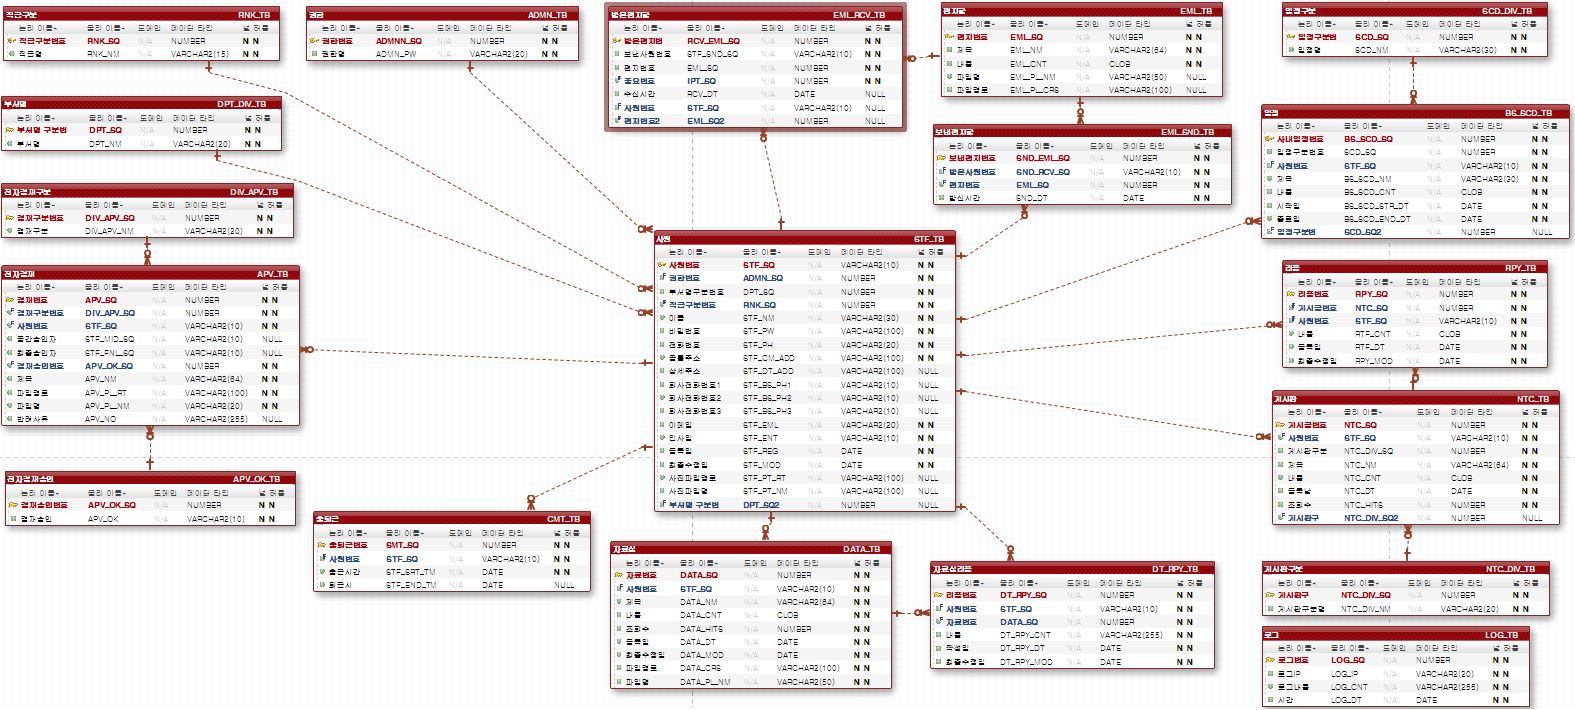 직급구분 RNK_TB
논리 이름 물리 이름 도메인 데이터 타입 널 허용
직급구분번호 RNK_SQ N/A NUMBER N N
직급명 RNK_NM N/A VARCHAR2(15) N N
권한 ADMN_TB
논리 이름 물리 이름 도메인 데이터 타입 널 허용
권한번호 ADMNN_SQ N/A NUMBER N N
권한명 ADMN_PW N/A VARCHAR2(20) N N
받은편지함 EML_RCV_TB
논리 이름 물리 이름 도메인 데이터 타입 널 허용
받은편지번 RCV_EML_SQ N/A NUMBER N N
보낸사원번호 STF_SND_SQ N/A VARCHAR2(10) N N
편지번호 EML_SQ N/A NUMBER N N
중요번호 IPT_SQ N/A NUMBER NULL
수신시간 RCV_DT N/A DATE NULL
사원번호 STF_SQ N/A VARCHAR2(10) N N
편지번호2 EML_SQ2 N/A NUMBER NULL
편지함 EML_TB
논리 이름 물리 이름 도메인 데이터 타입 널 허용
편지번호 EML_SQ N/A NUMBER N N
제목 EML_NM N/A VARCHAR2(64) N N
내용 EML_CNT N/A CLOB N N
파일명 EML_PL_NM N/A VARCHAR2(50) NULL
파일경로 EML_PL_CRS N/A VARCHAR2(100) NULL
일정구분 SCD_DIV_TB
논리 이름 물리 이름 도메인 데이터 타입 널 허용
일정구분번호 SCD_SQ N/A NUMBER N N
일정명 SCD_NM N/A VARCHAR2(30) N N
부서명 DPT_DIV_TB
논리 이름 물리 이름 도메인 데이터 타입 널 허용
부서명 구분번 DPT_SQ N/A NUMBER N N
부서명 DPT_NM N/A VARCHAR2(20) N N
보낸편지함 EML_SND_TB
논리 이름 물리 이름 도메인 데이터 타입 널 허용
보낸편지번호 SND_EML_SQ N/A NUMBER N N
받은사원번호 SND_RCV_SQ N/A VARCHAR2(10) N N
편지번호 EML_SQ N/A NUMBER N N
발신시간 SND_DT N/A DATE N N
일정 BS_SCD_TB
논리 이름 물리 이름 도메인 데이터 타입 널 허용
사내일정번호 BS_SCD_SQ N/A NUMBER N N
일정구분번호 SCD_SQ N/A NUMBER N N
사원번호 STF_SQ N/A VARCHAR2(10) N N
제목 BS_SCD_NM N/A VARCHAR2(30) N N
내용 BS_SCD_CNT N/A CLOB N N
시작일 BS_SCD_STR_DT N/A DATE N N
종료일 BS_SCD_END_DT N/A DATE N N
일정구분번 SCD_SQ2 N/A NUMBER NULL
전자결재구분 DIV_APV_TB
논리 이름 물리 이름 도메인 데이터 타입 널 허용
결재구분번호 DIV_APV_SQ N/A NUMBER N N
결재구분 DIV_APV_NM N/A VARCHAR2(20) N N
전자결재 APV_TB
논리 이름 물리 이름 도메인 데이터 타입 널 허용
결재번호 APV_SQ N/A NUMBER N N
결재구분번호 DIV_APV_SQ N/A NUMBER N N
사원번호 STF_SQ N/A VARCHAR2(10) N N
중간승인자 STF_MID_SQ N/A VARCHAR2(10) NULL
최종승인자 STF_FNL_SQ N/A VARCHAR2(10) NULL
결재승인번호 APV_OK_SQ N/A NUMBER N N
제목 APV_NM N/A VARCHAR2(64) N N
파일경로 APV_PL_RT N/A VARCHAR2(100) N N
파일명 APV_PL_NM N/A VARCHAR2(20) N N
반려사유 APV_NO N/A VARCHAR2(255) NULL
사원 STF_TB
논리 이름 물리 이름 도메인 데이터 타입 널 허용
사원번호 STF_SQ N/A VARCHAR2(10) N N
권한번호 ADMN_SQ N/A NUMBER N N
부서명구분번호 DPT_SQ N/A NUMBER N N
직급구분번호 RNK_SQ N/A NUMBER N N
이름 STF_NM N/A VARCHAR2(30) N N
비밀번호 STF_PW N/A VARCHAR2(100) N N
전화번호 STF_PH N/A VARCHAR2(20) N N
공통주소 STF_CM_ADD N/A VARCHAR2(100) N N
상세주소 STF_DT_ADD N/A VARCHAR2(100) NULL
회사전화번호1 STF_BS_PH1 N/A VARCHAR2(10) NULL
회사전화번호2 STF_BS_PH2 N/A VARCHAR2(10) NULL
회사전화번호3 STF_BS_PH3 N/A VARCHAR2(10) NULL
이메일 STF_EML N/A VARCHAR2(20) N N
입사일 STF_ENT N/A VARCHAR2(10) N N
등록일 STF_REG N/A DATE N N
최종수정일 STF_MOD N/A DATE N N
사진파일경로 STF_PT_RT N/A VARCHAR2(100) NULL
사진파일명 STF_PT_NM N/A VARCHAR2(100) NULL
부서명 구분번 DPT_SQ2 N/A NUMBER NULL
리플 RPY_TB
논리 이름 물리 이름 도메인 데이터 타입 널 허용
리플번호 RPY_SQ N/A NUMBER N N
게시글번호 NTC_SQ N/A NUMBER N N
사원번호 STF_SQ N/A VARCHAR2(10) N N
내용 RTF_CNT N/A CLOB N N
등록일 RTF_DT N/A DATE N N
최종수정일 RPY_MOD N/A DATE N N
게시판 NTC_TB
논리 이름 물리 이름 도메인 데이터 타입 널 허용
게시글번호 NTC_SQ N/A NUMBER N N
사원번호 STF_SQ N/A VARCHAR2(10) N N
게시판구분 NTC_DIV_SQ N/A NUMBER N N
제목 NTC_NM N/A VARCHAR2(64) N N
내용 NTC_CNT N/A CLOB N N
등록날 NTC_DT N/A DATE N N
조회수 NTC_HITS N/A NUMBER N N
게시판구 NTC_DIV_SQ2 N/A NUMBER NULL
전자결재승인 APV_OK_TB
논리 이름 물리 이름 도메인 데이터 타입 널 허용
결재승인번호 APV_OK_SQ N/A NUMBER N N
결재승인 APV_OK N/A VARCHAR2(10) N N
출퇴근 CMT_TB
논리 이름 물리 이름 도메인 데이터 타입 널 허용
출퇴근번호 SMT_SQ N/A NUMBER N N
사원번호 STF_SQ N/A VARCHAR2(10) N N
출근시간 STF_SRT_TM N/A DATE N N
퇴근시 STF_END_TM N/A DATE NULL
자료실 DATA_TB
논리 이름 물리 이름 도메인 데이터 타입 널 허용
자료번호 DATA_SQ N/A NUMBER N N
사원번호 STF_SQ N/A VARCHAR2(10) N N
제목 DATA_NM N/A VARCHAR2(64) N N
내용 DATA_CNT N/A CLOB N N
조회수 DATA_HITS N/A NUMBER N N
등록일 DATA_DT N/A DATE N N
최종수정일 DATA_MOD N/A DATE N N
파일경로 DATA_CRS N/A VARCHAR2(100) N N
파일명 DATA_PL_NM N/A VARCHAR2(50) N N
자료실리플 DT_RPY_TB
논리 이름 물리 이름 도메인 데이터 타입 널 허용
리플번호 DT_RPY_SQ N/A NUMBER N N
사원번호 STF_SQ N/A VARCHAR2(10) N N
자료번호 DATA_SQ N/A NUMBER N N
내용 DT_RPY_CNT N/A VARCHAR2(255) N N
작성일 DT_RPY_DT N/A DATE N N
최종수정일 DT_RPY_MOD N/A DATE N N
게시판구분 NTC_DIV_TB
논리 이름 물리 이름 도메인 데이터 타입 널 허용
게시판구 NTC_DIV_SQ N/A NUMBER N N
게시판구분명 NTC_DIV_NM N/A VARCHAR2(20) N N
로그 LOG_TB
논리 이름 물리 이름 도메인 데이터 타입 널 허용
로그번호 LOG_SQ N/A NUMBER N N
로그IP LOG_IP N/A VARCHAR2(20) N N
로그내용 LOG_CNT N/A VARCHAR2(255) N N
시간 LOG_DT N/A DATE N N